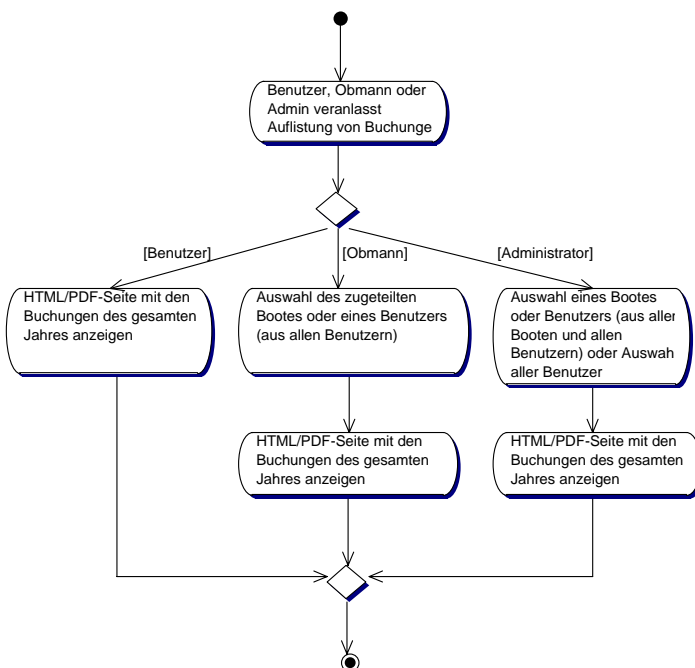 Benutzer, Obmann oder
Admin veranlasst
Auflistung von Buchunge
[Benutzer]
[Obmann]
[Administrator]
HTML/PDF-Seite mit den
Buchungen des gesamten
Jahres anzeigen
Auswahl des zugeteilten
Bootes oder eines Benutzers
(aus allen Benutzern)
Auswahl eines Bootes
oder Benutzers (aus aller
Booten und allen
Benutzern) oder Auswah
aller Benutzer
HTML/PDF-Seite mit den
Buchungen des gesamten
Jahres anzeigen
HTML/PDF-Seite mit den
Buchungen des gesamten
Jahres anzeigen